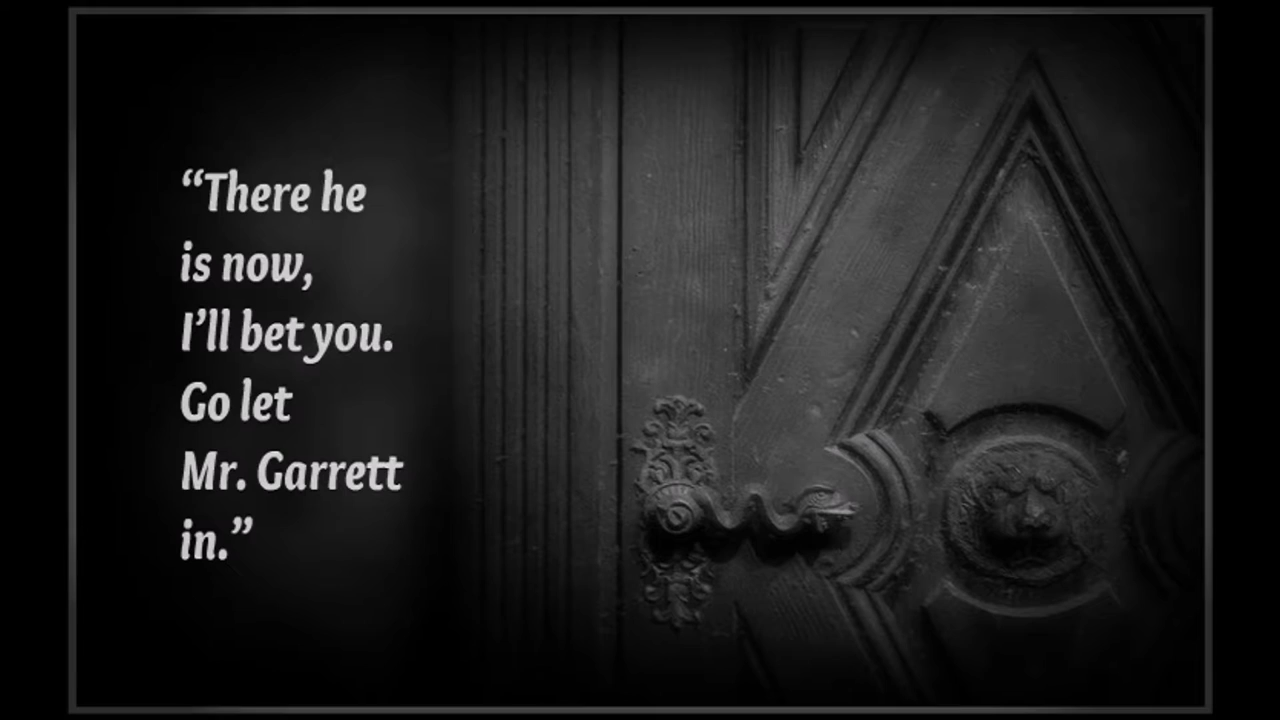 “There he
is now,
I’ll bet you.
Go let
Mr. Garrett
in.”